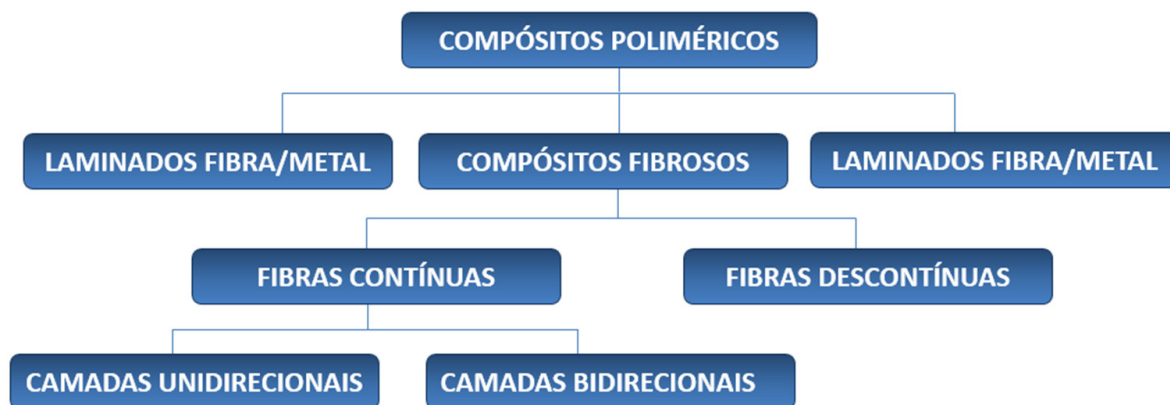 COMPÓSITOS POLIMÉRICOS
LAMINADOS FIBRA/METAL
COMPÓSITOS FIBROSOS
LAMINADOS FIBRA/METAL
FIBRAS CONTÍNUAS
FIBRAS DESCONTÍNUAS
CAMADAS UNIDIRECIONAIS
CAMADAS BIDIRECIONAIS